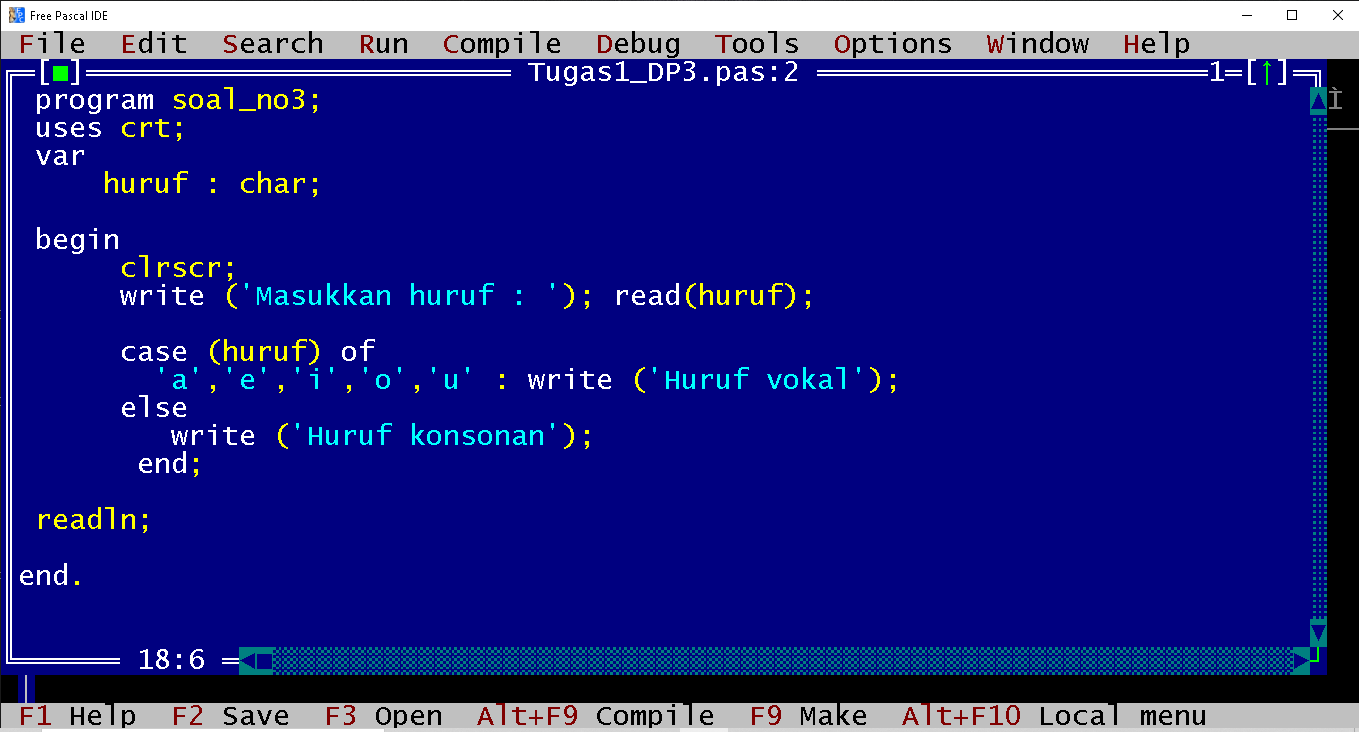 Free Pascal IDE
File Edit Search Run Compile Debug Tools Options Window Help
[■] Tugas1_DP3.pas:2 1=[↑]
program soal_no3;
uses crt;
var
huruf : char;
begin
clrscr;
write ('Masukkan huruf : '); read(huruf);
case (huruf) of
'a','e','i','o','u' : write ('Huruf vokal');
else
write ('Huruf konsonan');
end;
readln;
end.
18:6
F1 Help F2 Save F3 Open Alt+F9 Compile F9 Make Alt+F10 Local menu